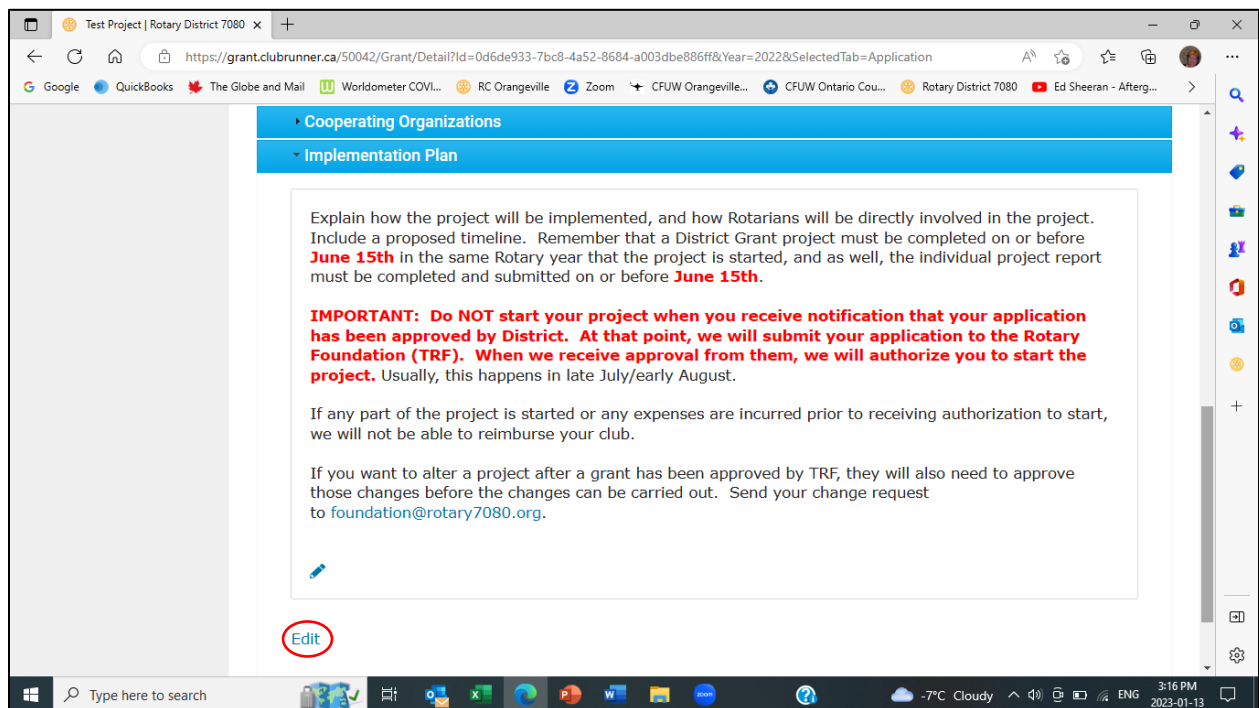 Test Project | Rotary District 7080
https://grant.clubrunner.ca/50042/Grant/Detail?Id=0d6de933-7bc8-4a52-8684-a003dbe886ff&Year=2022&SelectedTab=Application
Google QuickBooks The Globe and Mail Worldometer COVI... RC Orangeville Zoom CFUW Orangeville... CFUW Ontario Cou... Rotary District 7080 Ed Sheeran - Afterg...
Cooperating Organizations
Implementation Plan
Explain how the project will be implemented, and how Rotarians will be directly involved in the project.
Include a proposed timeline. Remember that a District Grant project must be completed on or before
June 15th in the same Rotary year that the project is started, and as well, the individual project report
must be completed and submitted on or before June 15th.
IMPORTANT: Do NOT start your project when you receive notification that your application
has been approved by District. At that point, we will submit your application to the Rotary
Foundation (TRF). When we receive approval from them, we will authorize you to start the
project. Usually, this happens in late July/early August.
If any part of the project is started or any expenses are incurred prior to receiving authorization to start,
we will not be able to reimburse your club.
If you want to alter a project after a grant has been approved by TRF, they will also need to approve
those changes before the changes can be carried out. Send your change request
to foundation@rotary7080.org.
Edit
Type here to search
-7°C Cloudy
ENG
3:16 PM
2023-01-13